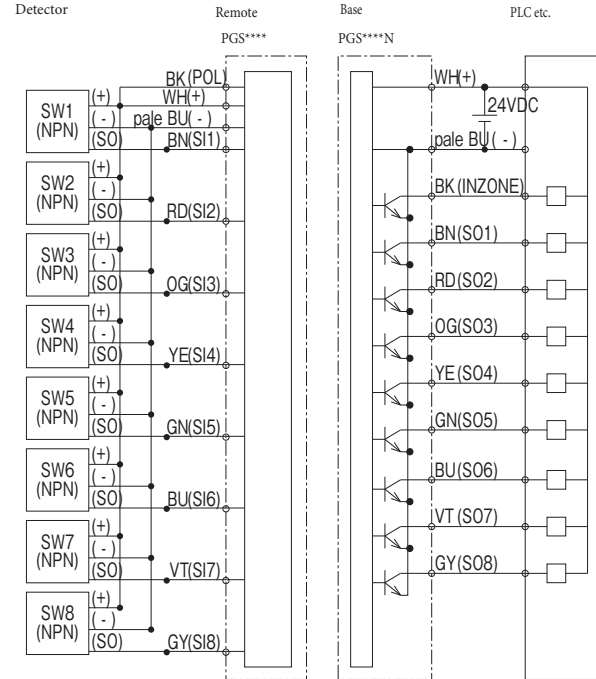 Detector
Remote
PGS****
Base
PGS****N
PLC etc.
BK (POL)
WH(+)
pale BU( - )
BN(SI1)
SW1
(NPN)
(+)
( - )
(SO)
SW2
(NPN)
(+)
( - )
(SO)
RD(SI2)
SW3
(NPN)
(+)
( - )
(SO)
OG(SI3)
SW4
(NPN)
(+)
( - )
(SO)
YE(SI4)
SW5
(NPN)
(+)
( - )
(SO)
GN(SI5)
SW6
(NPN)
(+)
( - )
(SO)
BU(SI6)
SW7
(NPN)
(+)
( - )
(SO)
VT(SI7)
SW8
(NPN)
(+)
( - )
(SO)
GY(SI8)
WH(+)
24VDC
pale BU( - )
BK (INZONE)
BN(SO1)
RD(SO2)
OG(SO3)
YE(SO4)
GN(SO5)
BU(SO6)
VT (SO7)
GY(SO8)